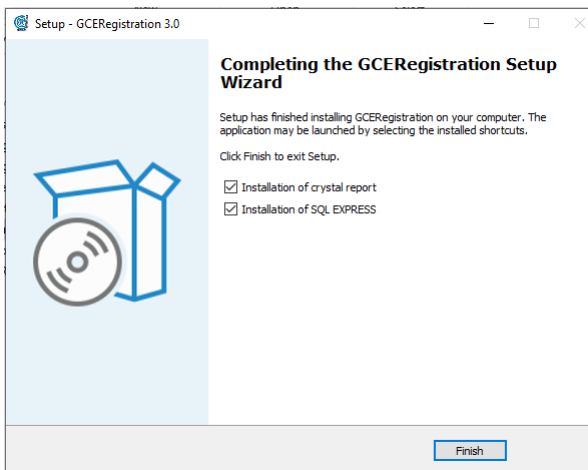 Setup - GCERegistration 3.0
Completing the GCERegistration Setup
Wizard
Setup has finished installing GCERegistration on your computer. The
application may be launched by selecting the installed shortcuts.
Click Finish to exit Setup.
Installation of crystal report
Installation of SQL EXPRESS
Finish